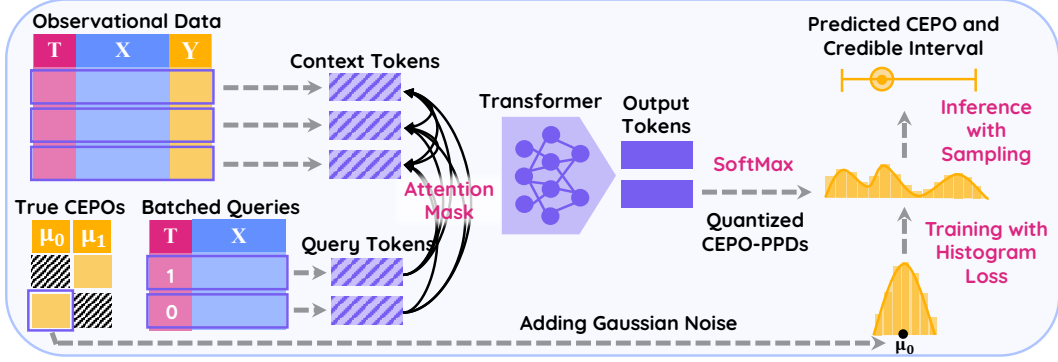 Observational Data
T X Y
Context Tokens
Transformer
Output
Tokens
Predicted CEPO and
Credible Interval
Inference
with
Sampling
SoftMax
Attention
Mask
True CEPOs
μ0 μ1
Batched Queries
T X
1
0
Query Tokens
Quantized
CEPO-PPDs
Training with
Histogram
Loss
Adding Gaussian Noise
μ0